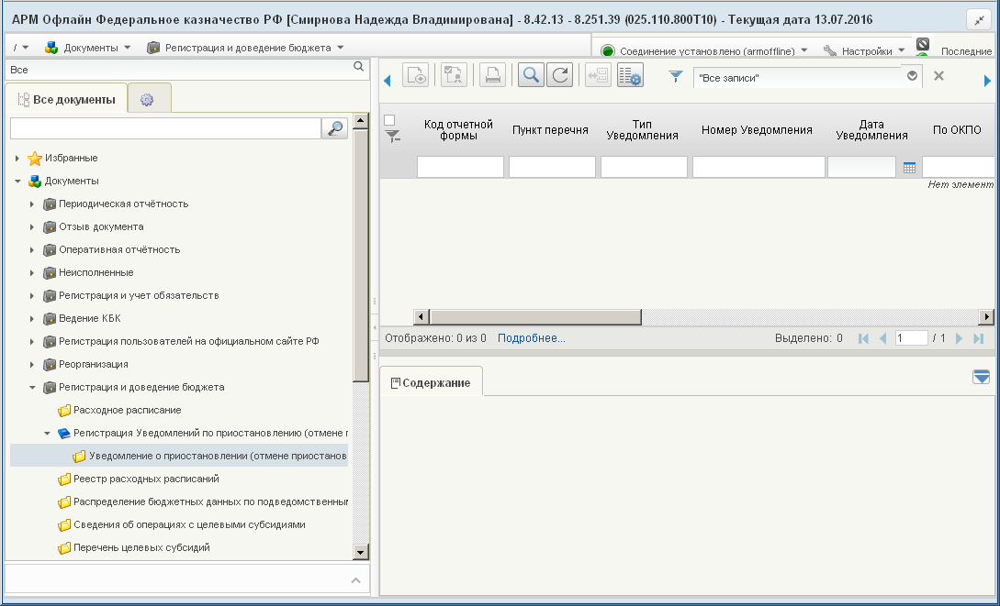 АРМ Офлайн Федеральное казначество РФ [Смирнова Надежда Владимировна] - 8.42.13 - 8.251.39 (025.110.800T10) - Текущая дата 13.07.2016
/ Документы Регистрация и доведение бюджета
Соединение установлено (armoffline) Настройки Последние
Все
"Все записи"
Все документы
Код отчетной формы
Пункт перечня
Тип Уведомления
Номер Уведомления
Дата Уведомления
По ОКПО
Нет элемент
Избранные
Документы
Периодическая отчётность
Отзыв документа
Оперативная отчётность
Неисполненные
Регистрация и учет обязательств
Ведение КБК
Регистрация пользователей на официальном сайте РФ
Реорганизация
Регистрация и доведение бюджета
Расходное расписание
Регистрация Уведомлений по приостановлению (отмене г
Уведомление о приостановлении (отмене приостанов
Реестр расходных расписаний
Распределение бюджетных данных по подведомственным
Сведения об операциях с целевыми субсидиями
Перечень целевых субсидий
Отображено: 0 из 0 Подробнее... Выделено: 0 1 / 1
Содержание